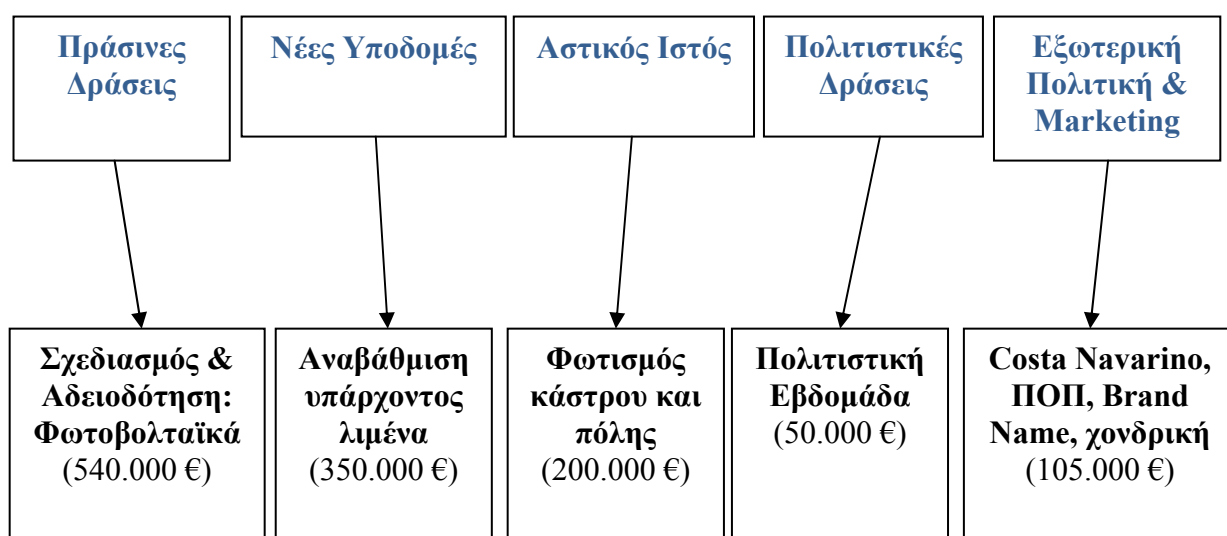 Πράσινες
Δράσεις
Νέες Υποδομές
Αστικός Ιστός
Πολιτιστικές
Δράσεις
Εξωτερική
Πολιτική &
Marketing
Σχεδιασμός &
Αδειοδότηση:
Φωτοβολταϊκά
(540.000 €)
Αναβάθμιση
υπάρχοντος
λιμένα
(350.000 €)
Φωτισμός
κάστρου και
πόλης
(200.000 €)
Πολιτιστική
Εβδομάδα
(50.000 €)
Costa Navarino,
ΠΟΠ, Brand
Name, χονδρική
(105.000 €)